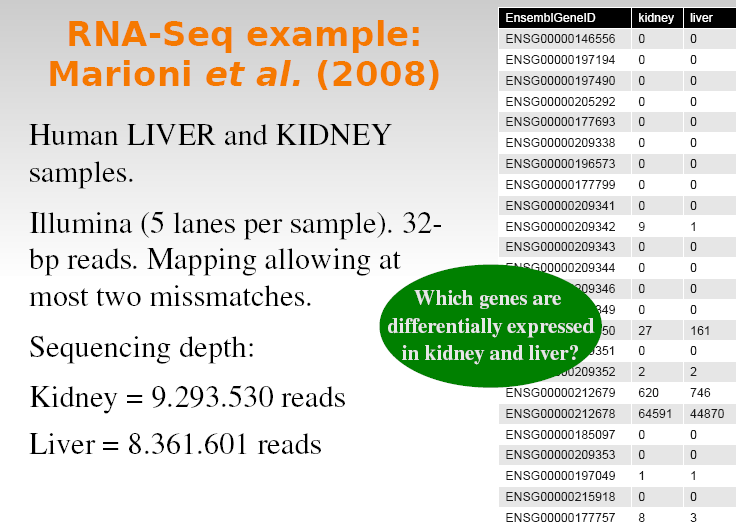 RNA-Seq example:
Marioni et al. (2008)
Human LIVER and KIDNEY
samples.
Illumina (5 lanes per sample). 32-
bp reads. Mapping allowing at
most two missmatches.
Sequencing depth:
Kidney = 9.293.530 reads
Liver = 8.361.601 reads
Which genes are
differentially expressed
in kidney and liver?
EnsemblGeneID kidney liver
ENSG00000146556 0 0
ENSG00000197194 0 0
ENSG00000197490 0 0
ENSG00000205292 0 0
ENSG00000177693 0 0
ENSG00000209338 0 0
ENSG00000196573 0 0
ENSG00000177799 0 0
ENSG00000209341 0 0
ENSG00000209342 9 1
ENSG00000209343 0 0
ENSG00000209344 0 0
209346 0 0
349 0 0
50 27 161
351 0 0
209352 2 2
ENSG00000212679 620 746
ENSG00000212678 64591 44870
ENSG00000185097 0 0
ENSG00000209353 0 0
ENSG00000197049 1 1
ENSG00000215918 0 0
ENSG00000177757 8 3